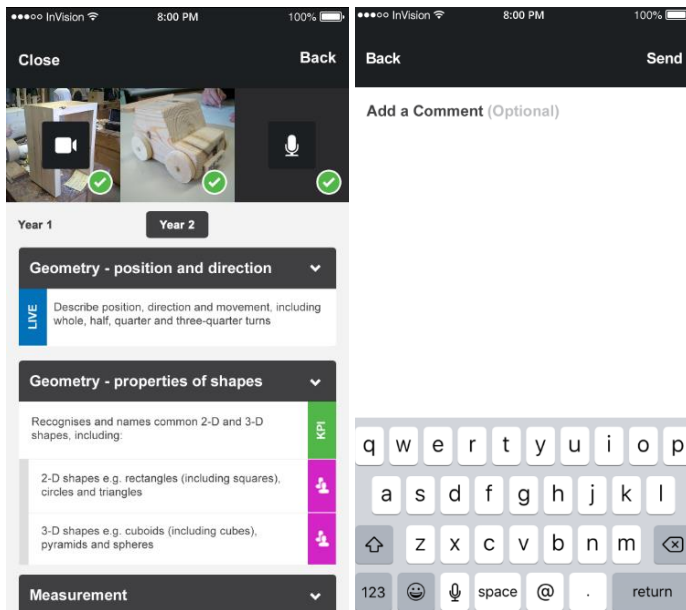 InVision 8:00 PM 100%
Close Back
Year 1 Year 2
Geometry - position and direction
LIVE
Describe position, direction and movement, including
whole, half, quarter and three-quarter turns
Geometry - properties of shapes
Recognises and names common 2-D and 3-D
shapes, including:
KPI
2-D shapes e.g. rectangles (including squares),
circles and triangles
3-D shapes e.g. cuboids (including cubes),
pyramids and spheres
Measurement
InVision 8:00 PM 100%
Back Send
Add a Comment (Optional)
q w e r t y u i o p
a s d f g h j k l
z x c v b n m
123 space @ . return